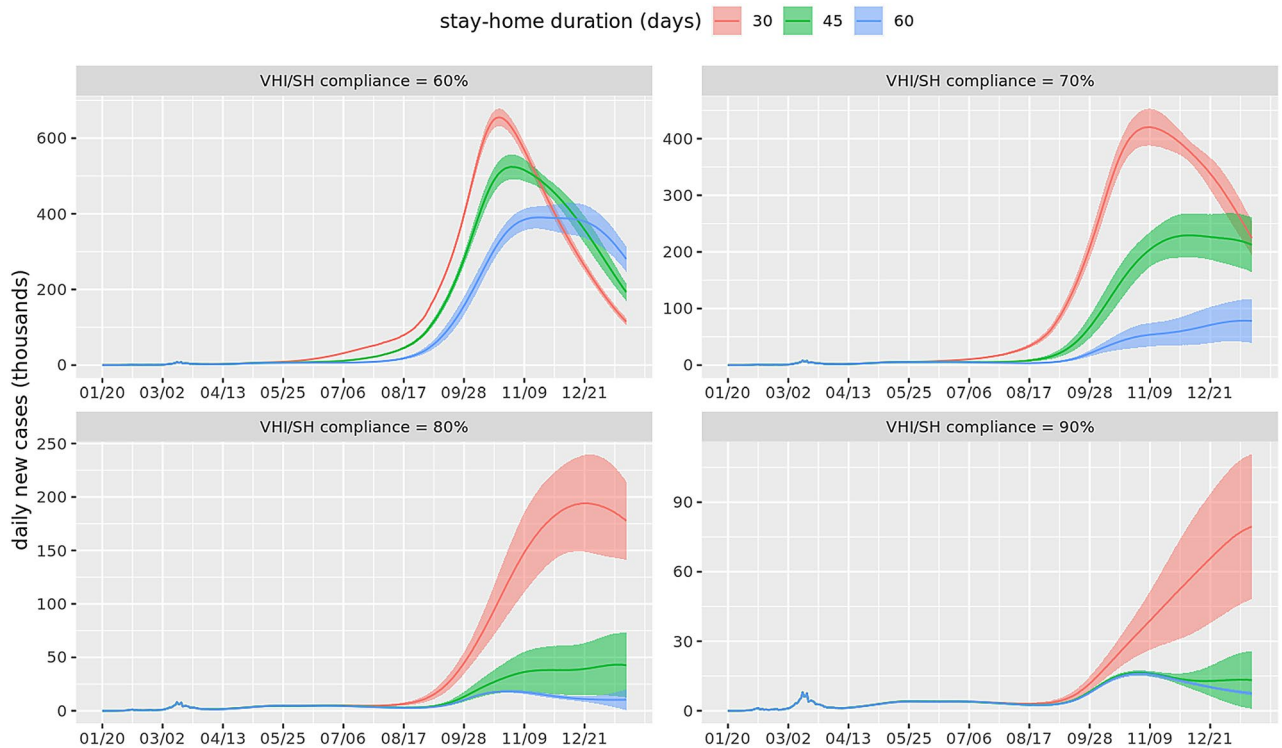 stay-home duration (days) 30 45 60
VHI/SH compliance = 60%
VHI/SH compliance = 70%
600
400
200
0
400
300
200
100
0
01/20 03/02 04/13 05/25 07/06 08/17 09/28 11/09 12/21
01/20 03/02 04/13 05/25 07/06 08/17 09/28 11/09 12/21
daily new cases (thousands)
VHI/SH compliance = 80%
VHI/SH compliance = 90%
250
200
150
100
50
0
90
60
30
0
01/20 03/02 04/13 05/25 07/06 08/17 09/28 11/09 12/21
01/20 03/02 04/13 05/25 07/06 08/17 09/28 11/09 12/21